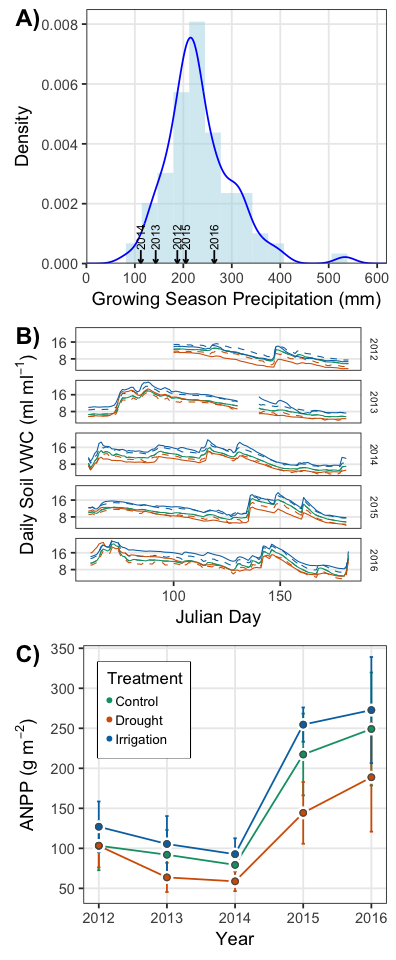 A)
0.008
0.006
0.004
0.002
0.000
Density
2014
2013
2012
2015
2016
0 100 200 300 400 500 600
Growing Season Precipitation (mm)
B)
Daily Soil VWC (ml ml⁻¹)
16
8
2012
16
8
2013
16
8
2014
16
8
2015
16
8
2016
100 150
Julian Day
C)
ANPP (g m⁻²)
350
300
250
200
150
100
50
Treatment
Control
Drought
Irrigation
2012 2013 2014 2015 2016
Year